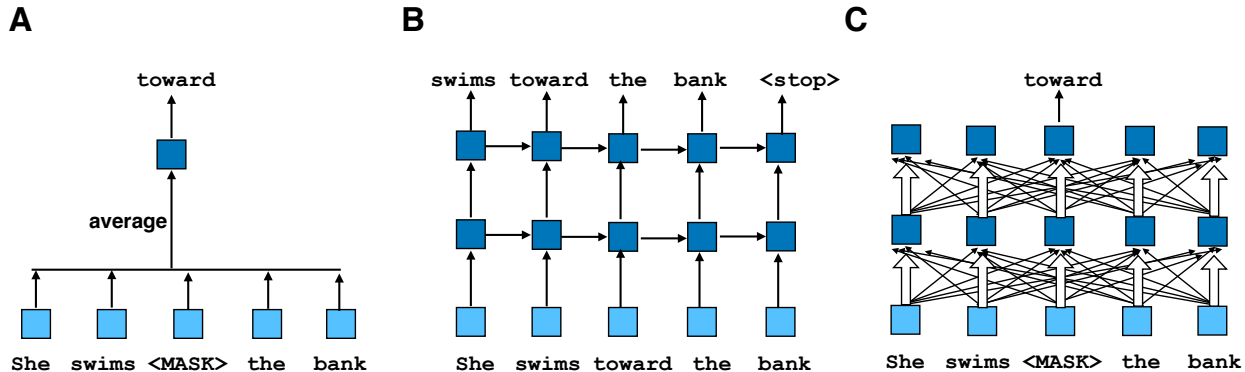 A
toward
average
She swims <MASK> the bank
B
swims toward the bank <stop>
She swims toward the bank
C
toward
She swims <MASK> the bank